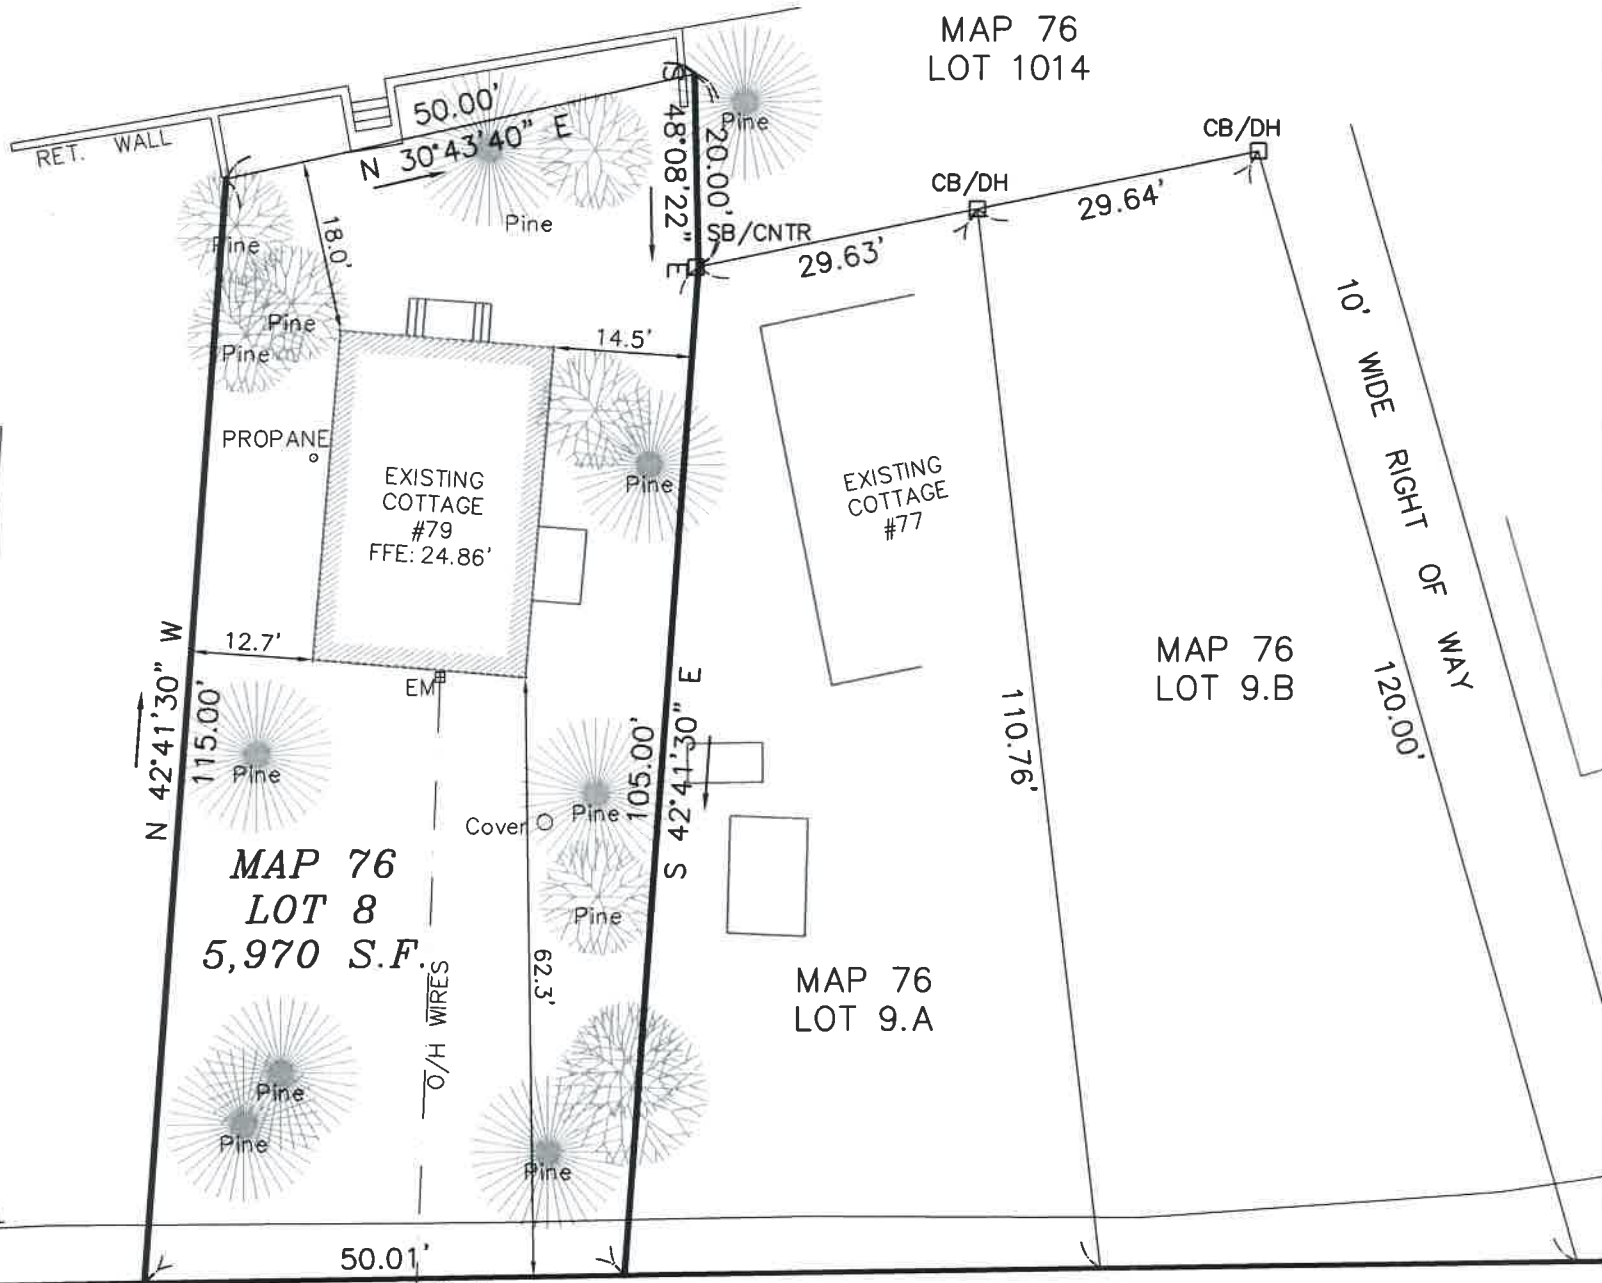 MAP 76
LOT 1014
RET. WALL
50.00'
N 30°43'40" E
S 48°08'22" E
20.00'
Pine
CB/DH
CB/DH
29.64'
SB/CNTR
29.63'
Pine
18.0'
Pine
Pine
Pine
14.5'
10' WIDE RIGHT OF WAY
PROPANE
EXISTING
COTTAGE
#79
FFE: 24.86'
Pine
EXISTING
COTTAGE
#77
N 42°41'30" W
115.00'
12.7'
EM
S 42°41'30" E
105.00'
110.76'
MAP 76
LOT 9.B
120.00'
Pine
Cover
Pine
MAP 76
LOT 8
5,970 S.F.
Pine
62.3'
O/H WIRES
MAP 76
LOT 9.A
Pine
Pine
Pine
50.01'